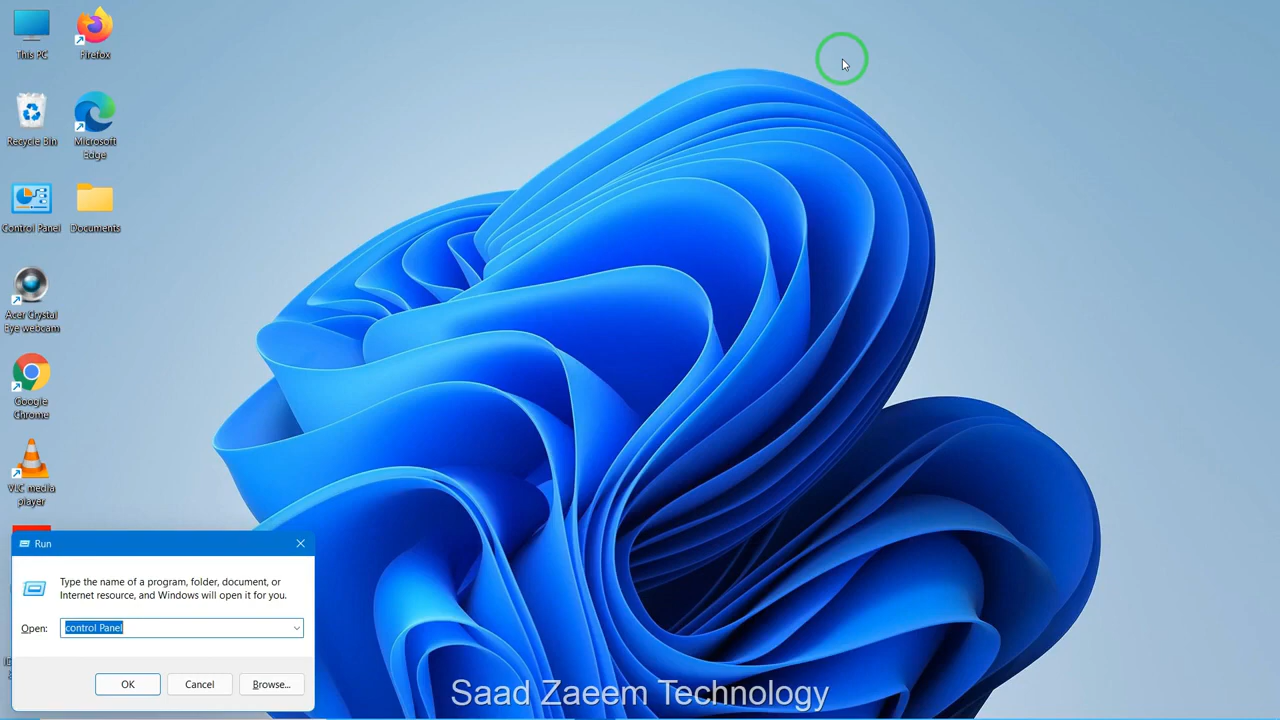 This PC
Firefox
Recycle Bin
Microsoft
Edge
Control Panel
Documents
Acer Crystal
Eye webcam
Google
Chrome
VLC media
player
Run
Type the name of a program, folder, document, or
Internet resource, and Windows will open it for you.
Open:
control Panel
OK
Cancel
Browse...
Saad Zaeem Technology